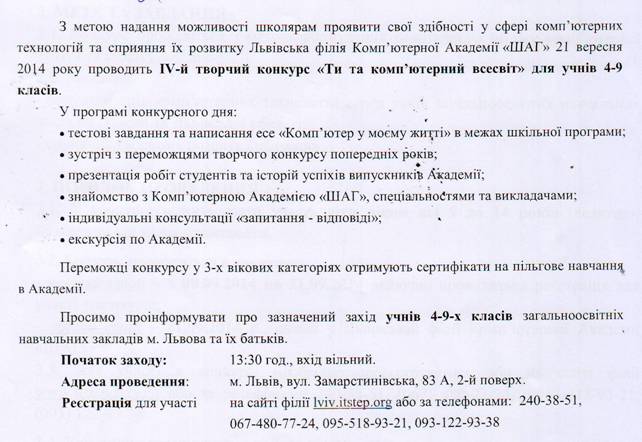 З метою надання можливості школярам проявити свої здібності у сфері комп’ютерних
технологій та сприяння їх розвитку Львівська філія Комп’ютерної Академії «ШАГ» 21 вересня
2014 року проводить IV-й творчий конкурс «Ти та комп’ютерний всесвіт» для учнів 4-9
класів.
У програмі конкурсного дня:
• тестові завдання та написання есе «Комп’ютер у моєму житті» в межах шкільної програми;
• зустріч з переможцями творчого конкурсу попередніх років;
• презентація робіт студентів та історій успіхів випускників Академії;
• знайомство з Комп’ютерною Академією «ШАГ», спеціальностями та викладачами;
• індивідуальні консультації «запитання - відповіді»;
• екскурсія по Академії.
Переможці конкурсу у 3-х вікових категоріях отримують сертифікати на пільгове навчання
в Академії.
Просимо проінформувати про зазначений захід учнів 4-9-х класів загальноосвітніх
навчальних закладів м. Львова та їх батьків.
Початок заходу: 13:30 год., вхід вільний.
Адреса проведення: м. Львів, вул. Замарстинівська, 83 А, 2-й поверх.
Реєстрація для участі на сайті філії lviv.itstep.org або за телефонами: 240-38-51,
067-480-77-24, 095-518-93-21, 093-122-93-38